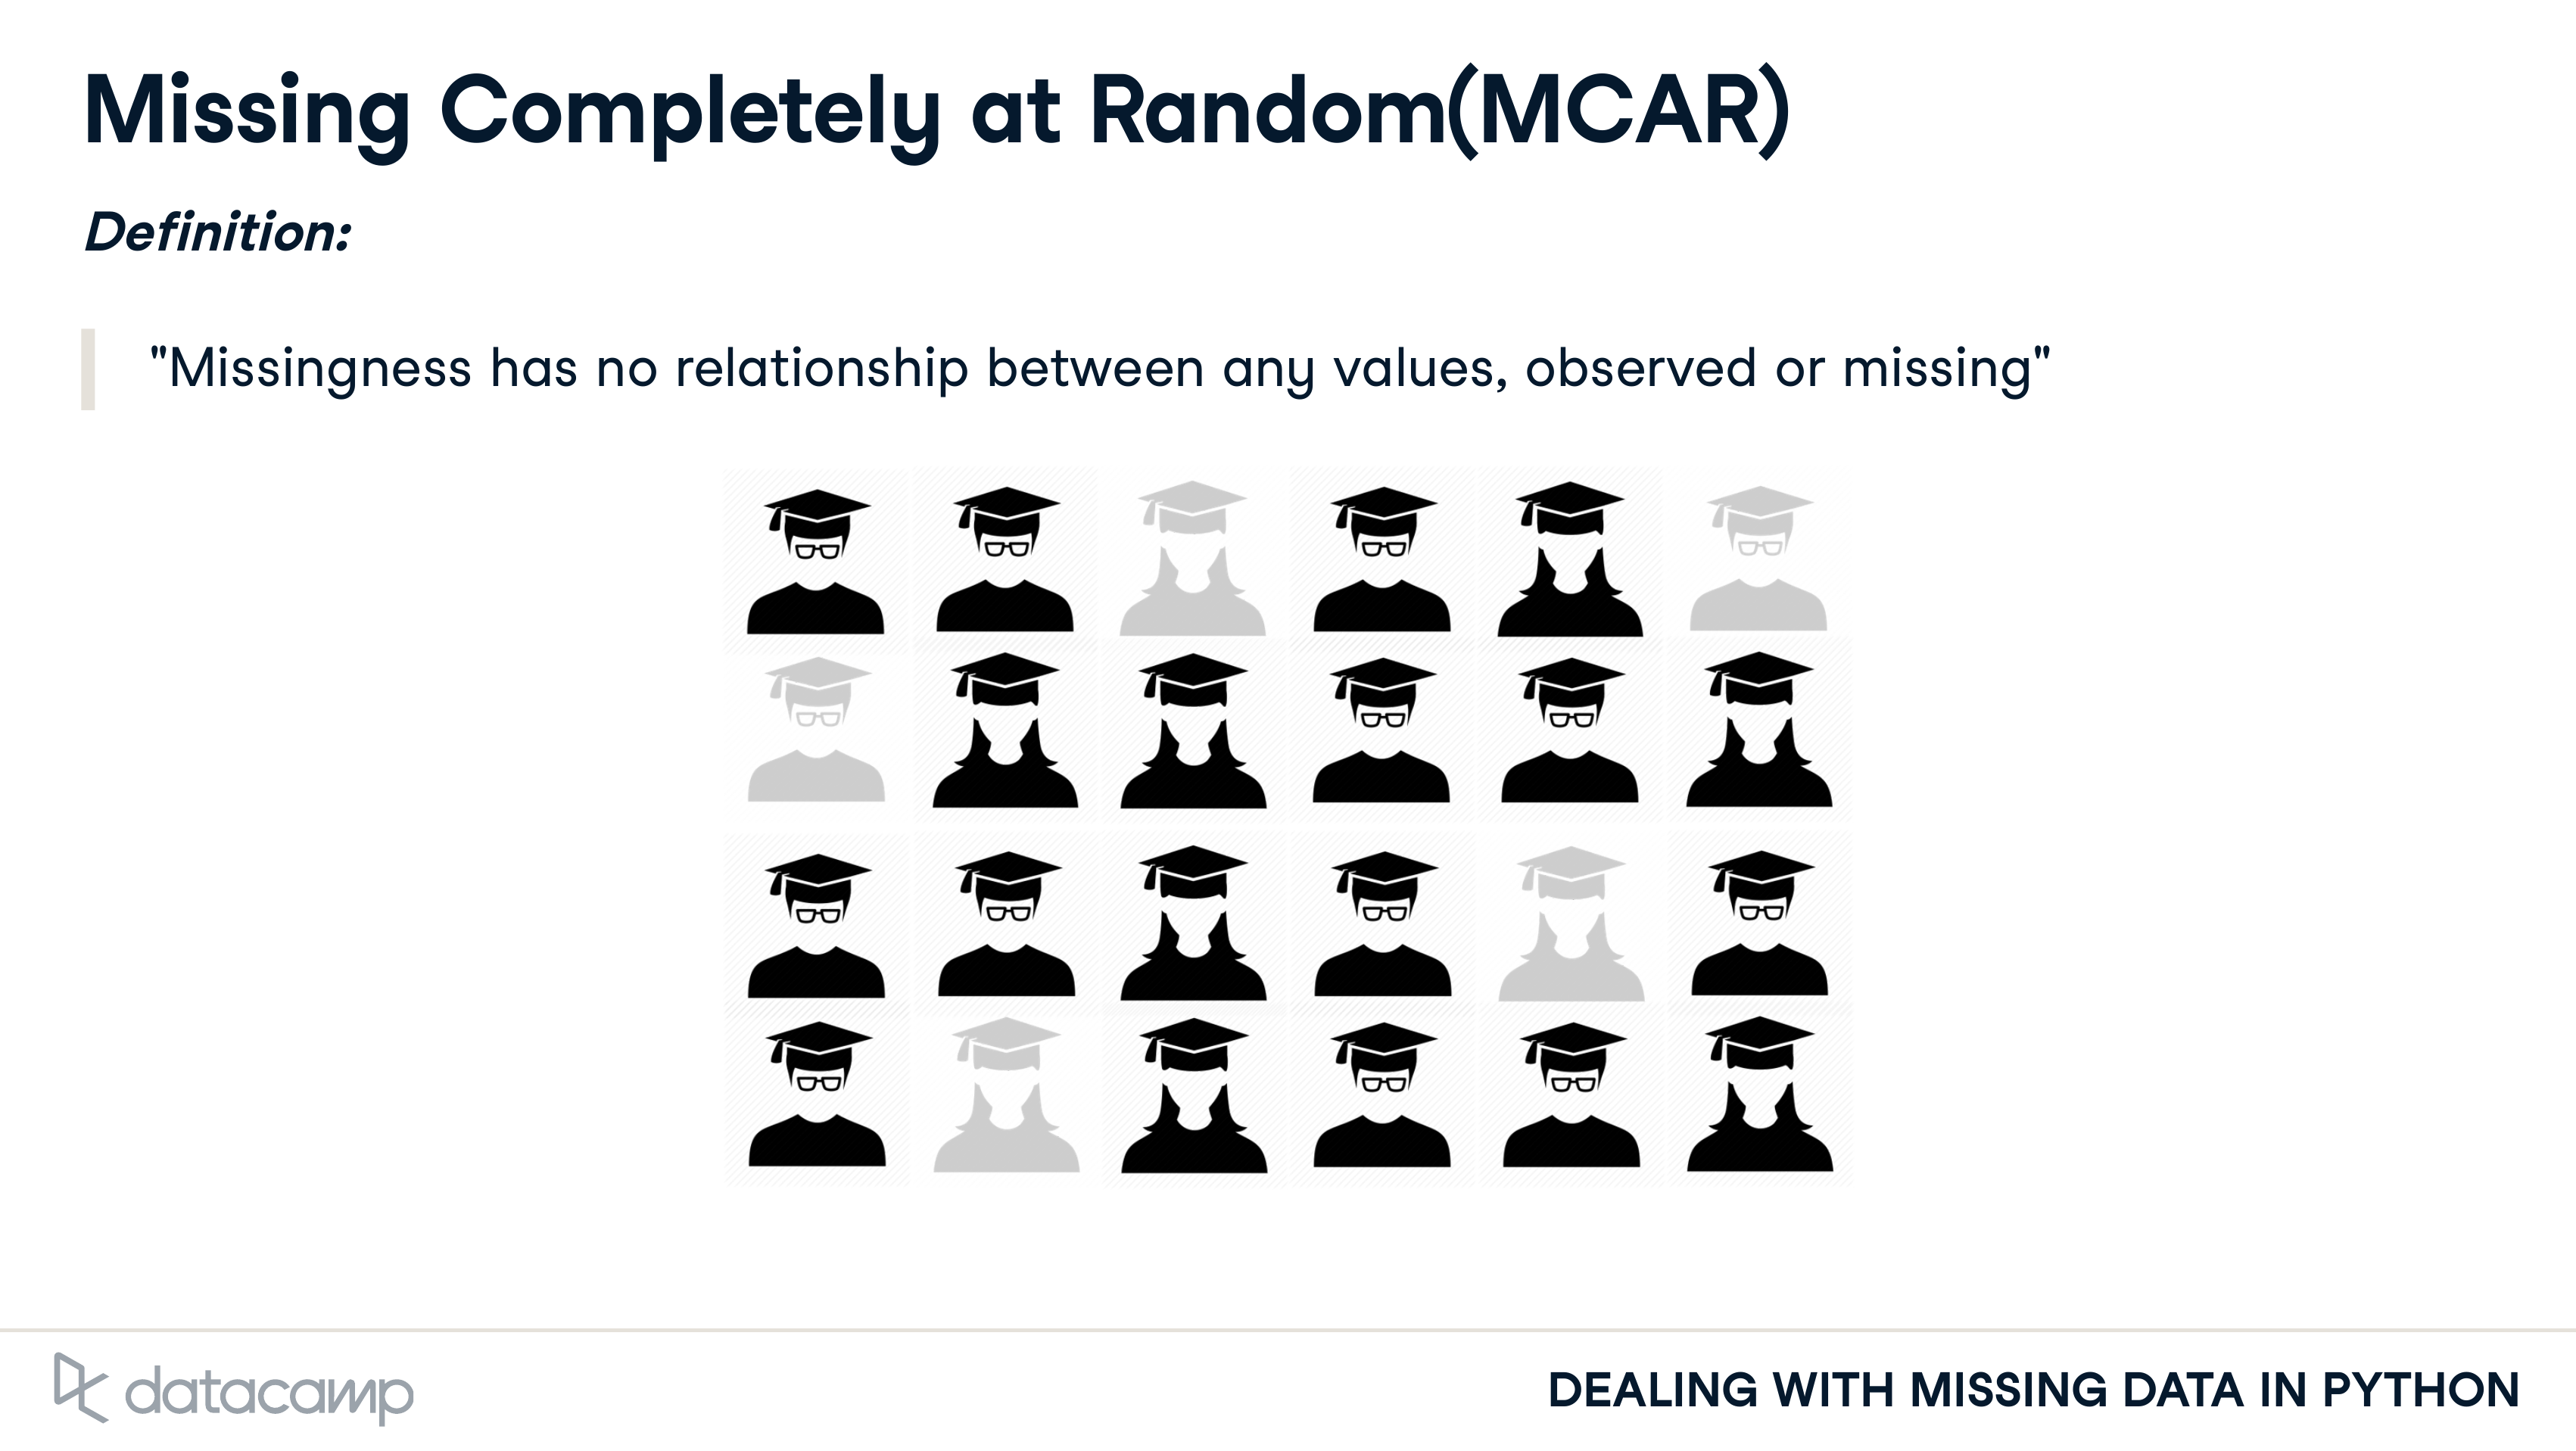 Missing Completely at Random(MCAR)
Definition:
"Missingness has no relationship between any values, observed or missing"
datacamp
DEALING WITH MISSING DATA IN PYTHON